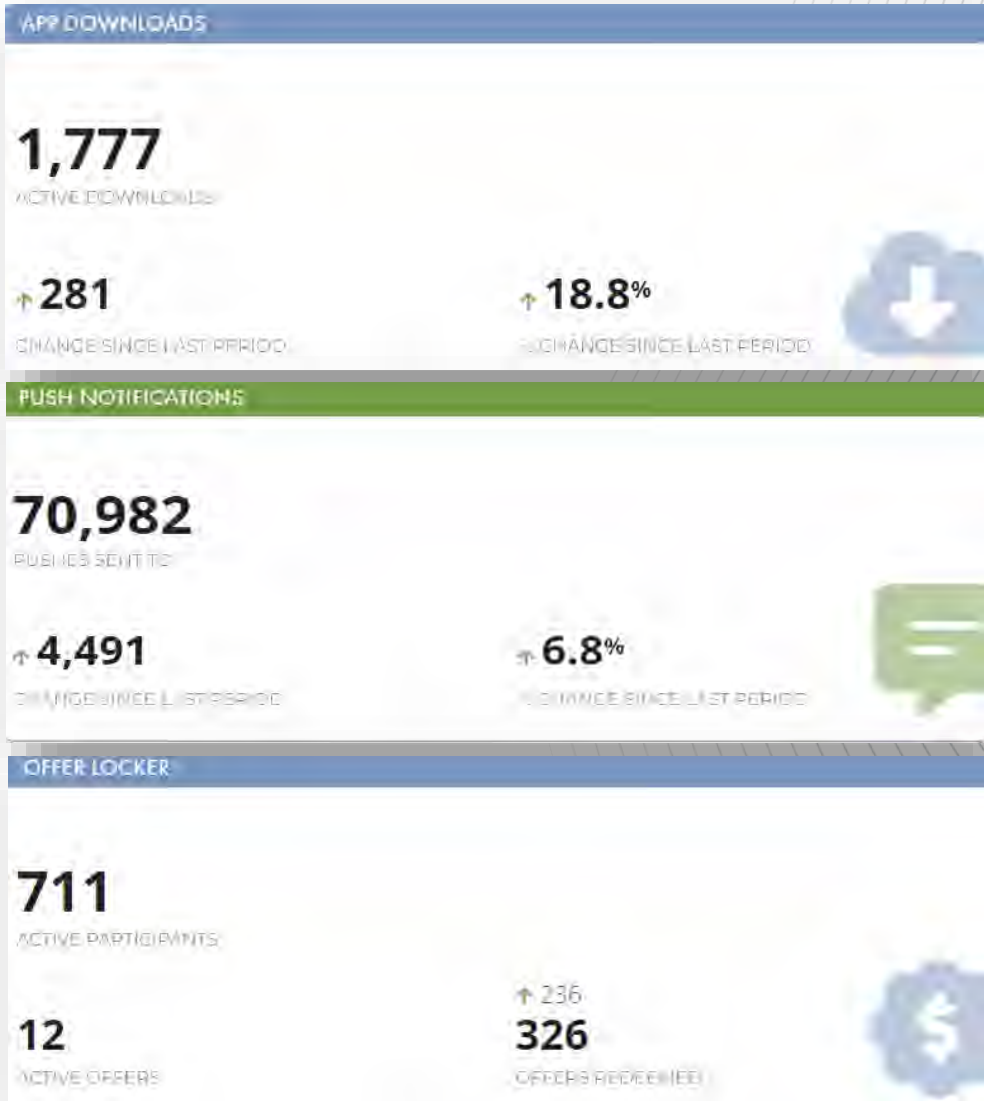 APP DOWNLOADS
1,777
ACTIVE DOWNLOADS
↑ 281
↑ 18.8%
CHANGE SINCE LAST PERIOD
CHANGE SINCE LAST PERIOD
PUSH NOTIFICATIONS
70,982
PUSHES SENT TO
↑ 4,491
↑ 6.8%
CHANGE SINCE LAST PERIOD
CHANGE SINCE LAST PERIOD
OFFER LOCKER
711
ACTIVE PARTICIPANTS
↑ 236
12
326
ACTIVE OFFERS
OFFERS REDEEMED
$